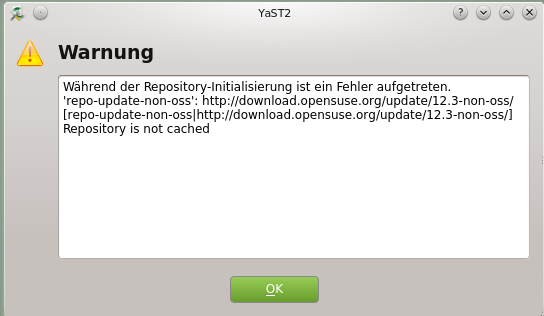 YaST2
Warnung
Während der Repository-Initialisierung ist ein Fehler aufgetreten.
'repo-update-non-oss': http://download.opensuse.org/update/12.3-non-oss/
[repo-update-non-oss|http://download.opensuse.org/update/12.3-non-oss/]
Repository is not cached
OK